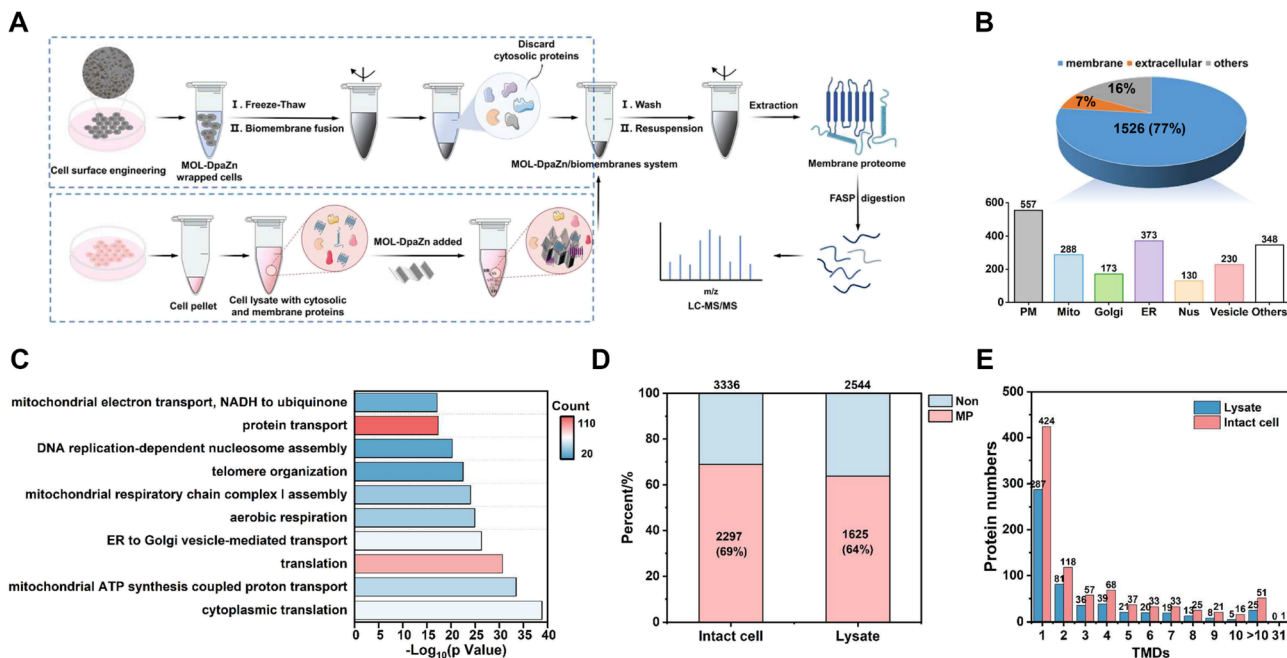 A
Discard
cytosolic proteins
I . Freeze-Thaw
II. Biomembrane fusion
I . Wash
II. Resuspension
Extraction
Cell surface engineering
MOL-DpaZn
wrapped cells
MOL-DpaZn/biomembranes system
Membrane proteome
FASP digestion
MOL-DpaZn added
Cell pellet
Cell lysate with cytosolic
and membrane proteins
m/z
LC-MS/MS
B
membrane extracellular others
16%
7%
1526 (77%)
600
400
200
0
557
288
173
373
130
230
348
PM Mito Golgi ER Nus Vesicle Others
C
mitochondrial electron transport, NADH to ubiquinone
protein transport
DNA replication-dependent nucleosome assembly
telomere organization
mitochondrial respiratory chain complex I assembly
aerobic respiration
ER to Golgi vesicle-mediated transport
translation
mitochondrial ATP synthesis coupled proton transport
cytoplasmic translation
Count
110
20
0 5 10 15 20 25 30 35 40
-Log10(p Value)
D
3336 2544
Non
MP
Percent/%
100
80
60
40
20
0
2297
(69%)
1625
(64%)
Intact cell Lysate
E
Lysate
Intact cell
Protein numbers
500
400
300
200
100
0
287 424
81 118
36 57
39 68
21 37
20 33
19 33
13 25
8 21
5 16
25 51
0 1
1 2 3 4 5 6 7 8 9 10 >10 31
TMDs